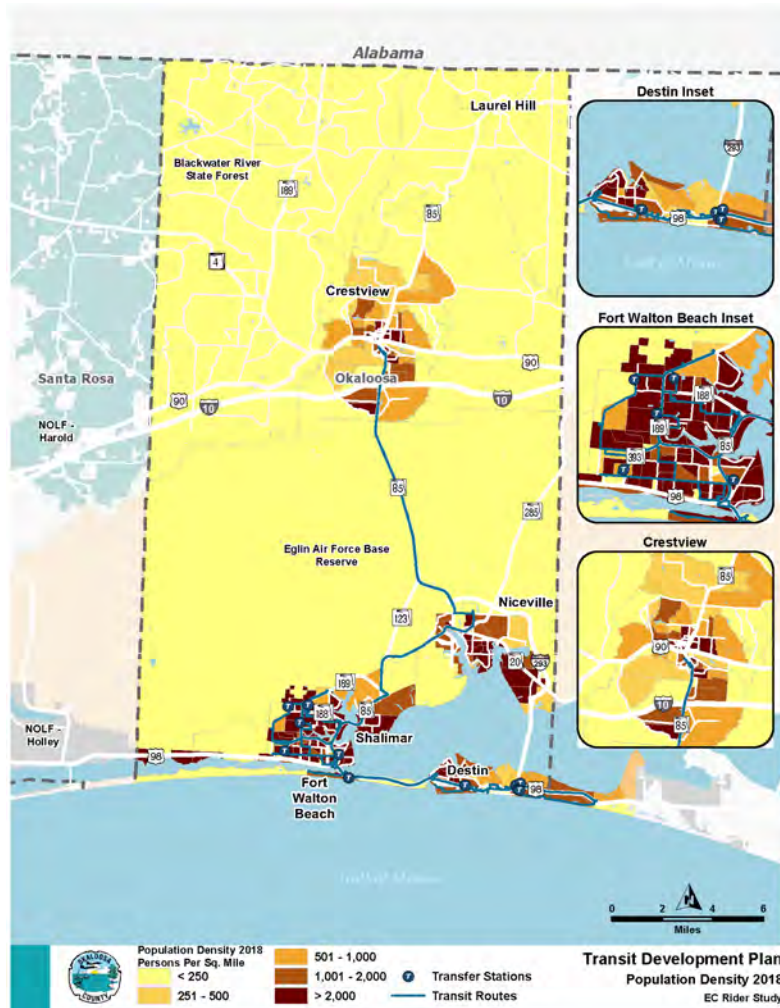 Alabama
Destin Inset
Laurel Hill
293
Blackwater River
State Forest
189
85
98
4
Crestview
Fort Walton Beach Inset
90
Santa Rosa
Okaloosa
90
10
10
NOLF -
Harold
188
189
85
393
98
85
285
Crestview
Eglin Air Force Base
Reserve
85
Niceville
90
123
20
293
10
85
189
188
85
NOLF -
Holley
Shalimar
98
Destin
98
Fort
Walton
Beach
N
0 2 4 6
Miles
OKALOOSA
COUNTY
Population Density 2018
Persons Per Sq. Mile
< 250
251 - 500
501 - 1,000
1,001 - 2,000
> 2,000
T Transfer Stations
Transit Routes
Transit Development Plan
Population Density 2018
EC Rider Study